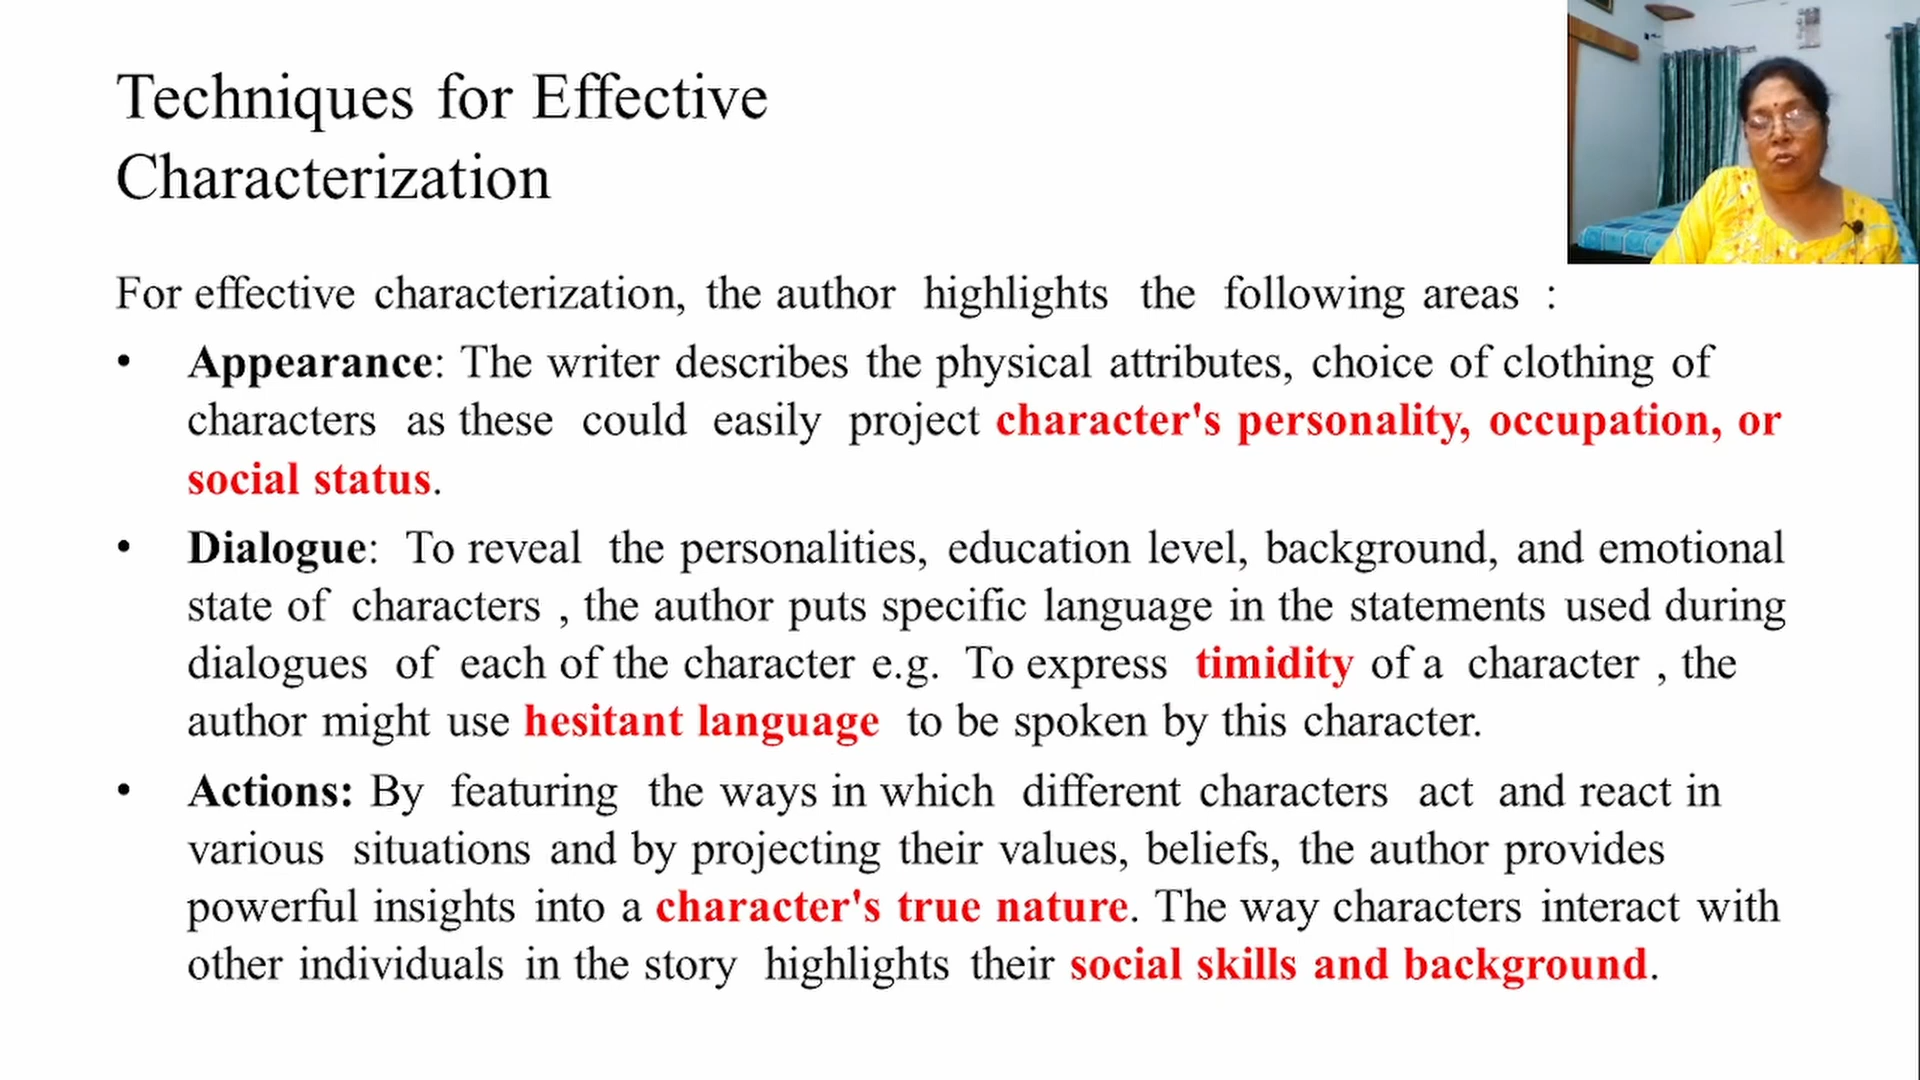 Techniques for Effective
Characterization
For effective characterization, the author highlights the following areas :
• Appearance: The writer describes the physical attributes, choice of clothing of
characters as these could easily project character's personality, occupation, or
social status.
• Dialogue: To reveal the personalities, education level, background, and emotional
state of characters , the author puts specific language in the statements used during
dialogues of each of the character e.g. To express timidity of a character , the
author might use hesitant language to be spoken by this character.
• Actions: By featuring the ways in which different characters act and react in
various situations and by projecting their values, beliefs, the author provides
powerful insights into a character's true nature. The way characters interact with
other individuals in the story highlights their social skills and background.